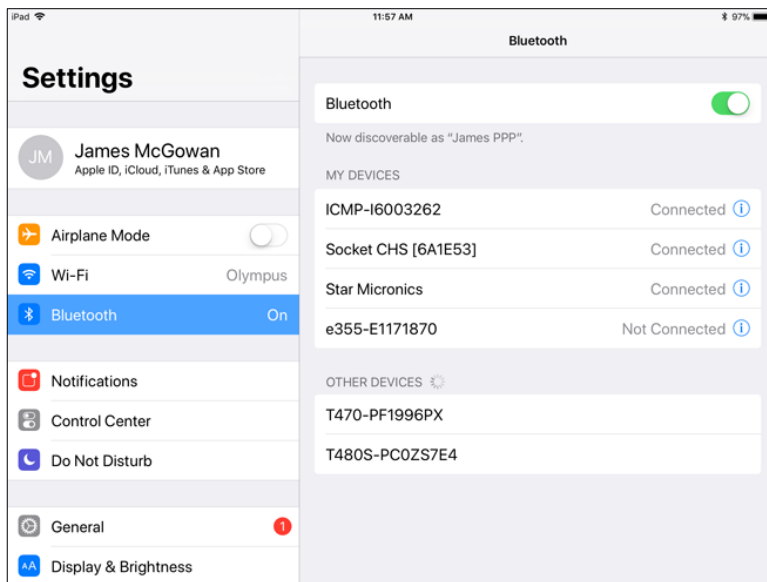 iPad
11:57 AM
97%
Settings
JM
James McGowan
Apple ID, iCloud, iTunes & App Store
Airplane Mode
Wi-Fi Olympus
Bluetooth On
Notifications
Control Center
Do Not Disturb
General 1
AA Display & Brightness
Bluetooth
Bluetooth
Now discoverable as “James PPP”.
MY DEVICES
ICMP-I6003262 Connected
Socket CHS [6A1E53] Connected
Star Micronics Connected
e355-E1171870 Not Connected
OTHER DEVICES
T470-PF1996PX
T480S-PC0ZS7E4